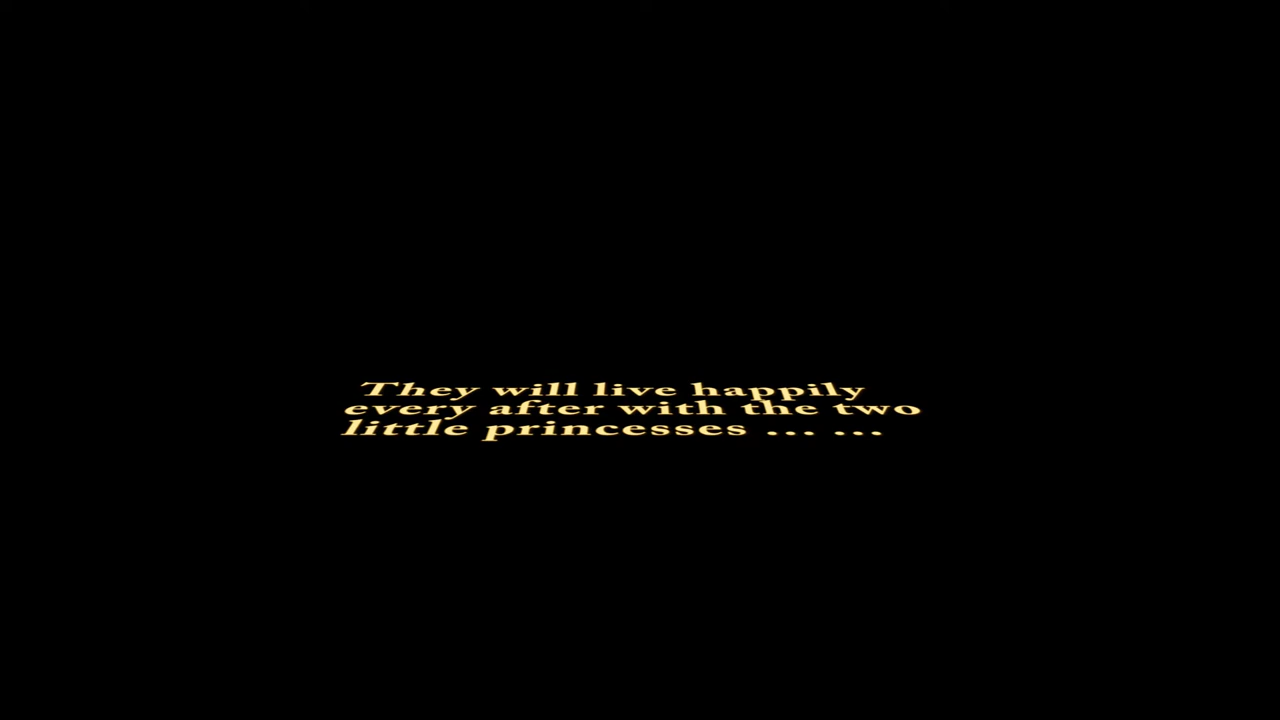 They will live happily
every after with the two
little princesses ... ...